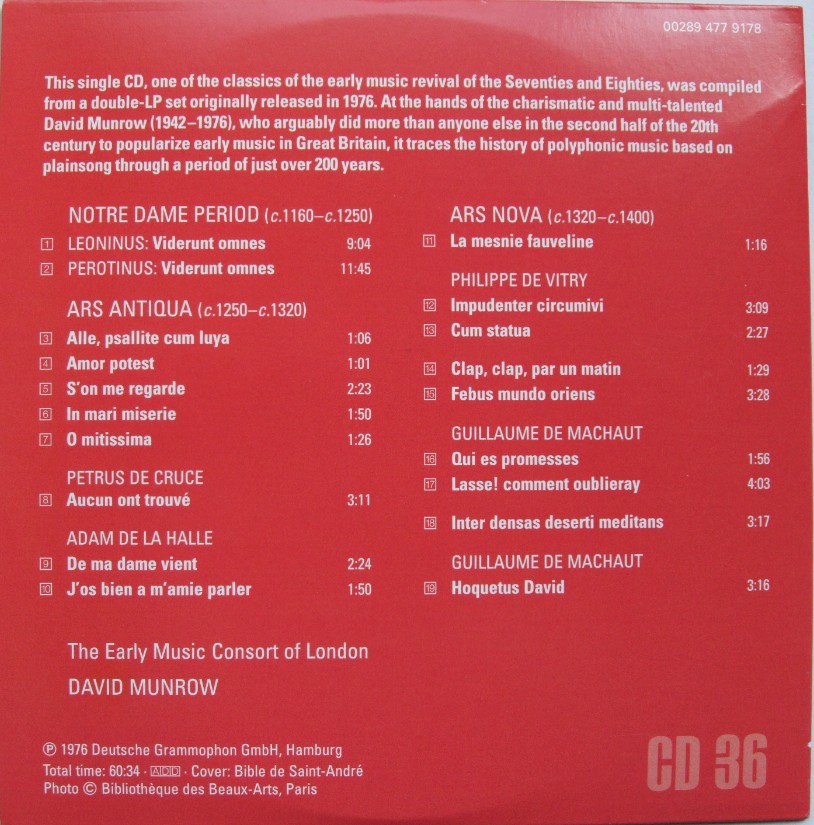 00289 477 9178
This single CD, one of the classics of the early music revival of the Seventies and Eighties, was compiled
from a double-LP set originally released in 1976. At the hands of the charismatic and multi-talented
David Munrow (1942–1976), who arguably did more than anyone else in the second half of the 20th
century to popularize early music in Great Britain, it traces the history of polyphonic music based on
plainsong through a period of just over 200 years.
NOTRE DAME PERIOD (c.1160–c.1250)
1 LEONINUS: Viderunt omnes 9:04
2 PEROTINUS: Viderunt omnes 11:45
ARS ANTIQUA (c.1250–c.1320)
3 Alle, psallite cum luya 1:06
4 Amor potest 1:01
5 S'on me regarde 2:23
6 In mari miserie 1:50
7 O mitissima 1:26
PETRUS DE CRUCE
8 Aucun ont trouvé 3:11
ADAM DE LA HALLE
9 De ma dame vient 2:24
10 J'os bien a m'amie parler 1:50
ARS NOVA (c.1320–c.1400)
11 La mesnie fauveline 1:16
PHILIPPE DE VITRY
12 Impudenter circumivi 3:09
13 Cum statua 2:27
14 Clap, clap, par un matin 1:29
15 Febus mundo oriens 3:28
GUILLAUME DE MACHAUT
16 Qui es promesses 1:56
17 Lasse! comment oublieray 4:03
18 Inter densas deserti meditans 3:17
GUILLAUME DE MACHAUT
19 Hoquetus David 3:16
The Early Music Consort of London
DAVID MUNROW
℗ 1976 Deutsche Grammophon GmbH, Hamburg
Total time: 60:34 · ADD · Cover: Bible de Saint-André
Photo © Bibliothèque des Beaux-Arts, Paris
CD 36